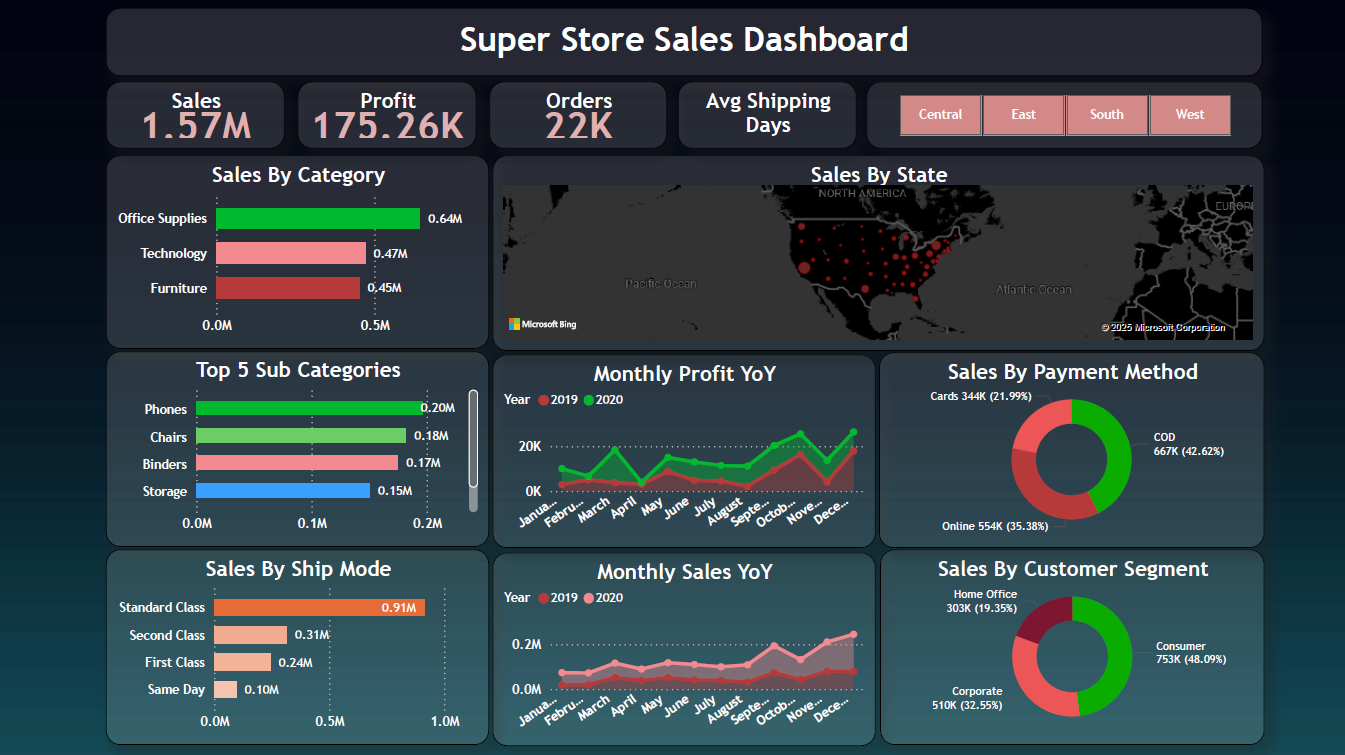 Super Store Sales Dashboard
Sales
1.57M
Profit
175.26K
Orders
22K
Avg Shipping
Days
Central
East
South
West
Sales By Category
Office Supplies
0.64M
Technology
0.47M
Furniture
0.45M
0.0M
0.5M
Sales By State
NORTH AMERICA
EUROPE
Pacific Ocean
Atlantic Ocean
Microsoft Bing
© 2025 Microsoft Corporation
Top 5 Sub Categories
Phones
0.20M
Chairs
0.18M
Binders
0.17M
Storage
0.15M
0.0M
0.1M
0.2M
Monthly Profit YoY
Year 2019 2020
20K
0K
Janua...
Febru...
March
April
May
June
July
August
Septe...
Octob...
Nove...
Dece...
Sales By Payment Method
Cards 344K (21.99%)
COD
667K (42.62%)
Online 554K (35.38%)
Sales By Ship Mode
Standard Class
0.91M
Second Class
0.31M
First Class
0.24M
Same Day
0.10M
0.0M
0.5M
1.0M
Monthly Sales YoY
Year 2019 2020
0.2M
0.0M
Janua...
Febru...
March
April
May
June
July
August
Septe...
Octob...
Nove...
Dece...
Sales By Customer Segment
Home Office
303K (19.35%)
Consumer
753K (48.09%)
Corporate
510K (32.55%)